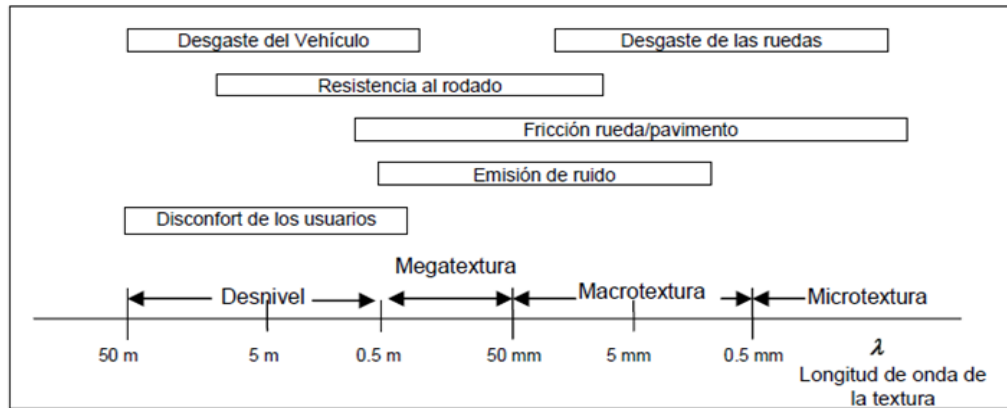 Desgaste del Vehículo
Desgaste de las ruedas
Resistencia al rodado
Fricción rueda/pavimento
Emisión de ruido
Disconfort de los usuarios
Megatextura
Desnivel
Macrotextura
Microtextura
50 m
5 m
0.5 m
50 mm
5 mm
0.5 mm
λ
Longitud de onda de
la textura